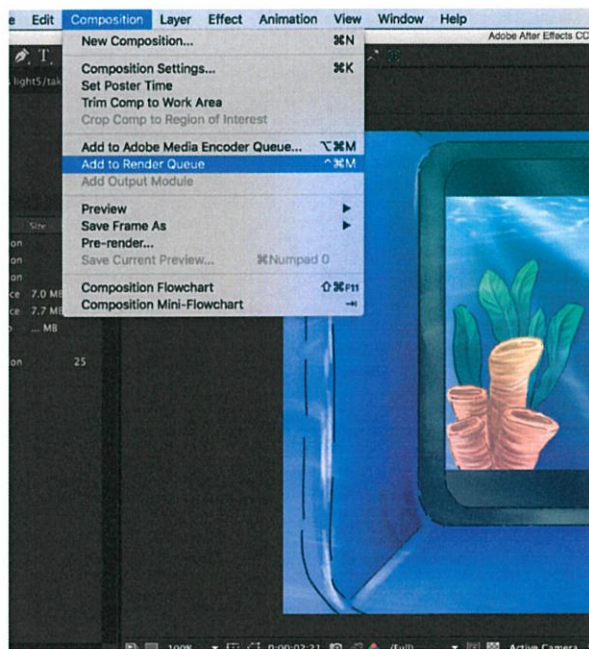 e Edit Composition Layer Effect Animation View Window Help
Adobe After Effects CC
New Composition... ⌘N
T
light5/tak
Composition Settings... ⌘K
Set Poster Time
Trim Comp to Work Area
Crop Comp to Region of Interest
Add to Adobe Media Encoder Queue... ⌥⌘M
Add to Render Queue ⌃⌘M
Add Output Module
Preview ▶
Size
Save Frame As ▶
on
Pre-render...
on
Save Current Preview... ⌘Numpad 0
on
Composition Flowchart ⇧⌘F11
ce 7.0 MB
Composition Mini-Flowchart
ce 7.7 MB
... MB
on 25
100% 0:00:02:21 (Full) Active Camera